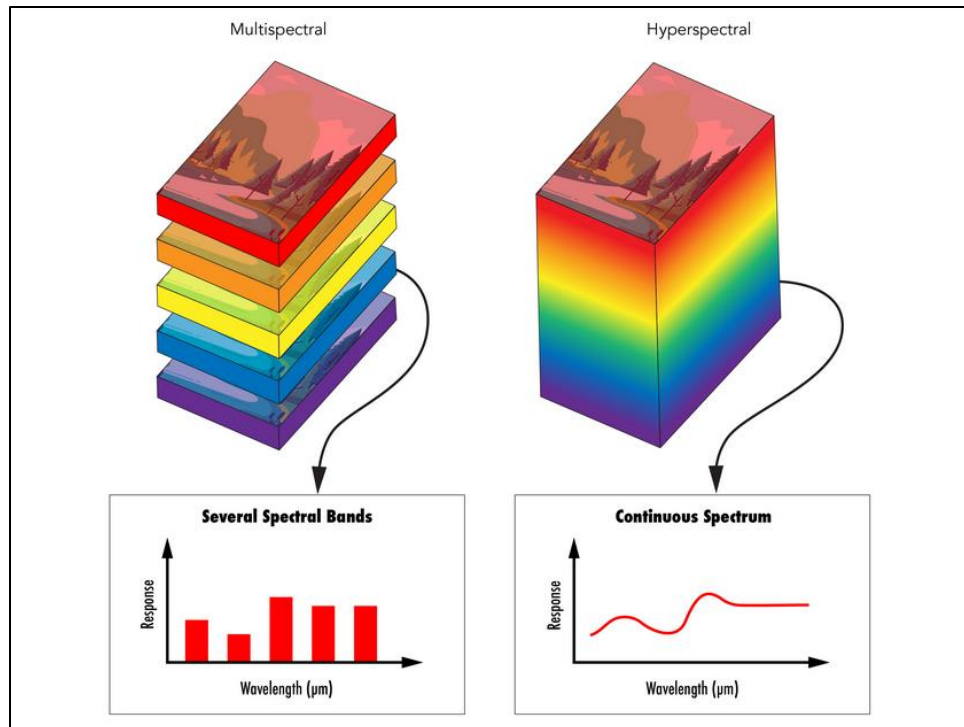 Multispectral
Hyperspectral
Several Spectral Bands
Response
Wavelength (μm)
Continuous Spectrum
Response
Wavelength (μm)